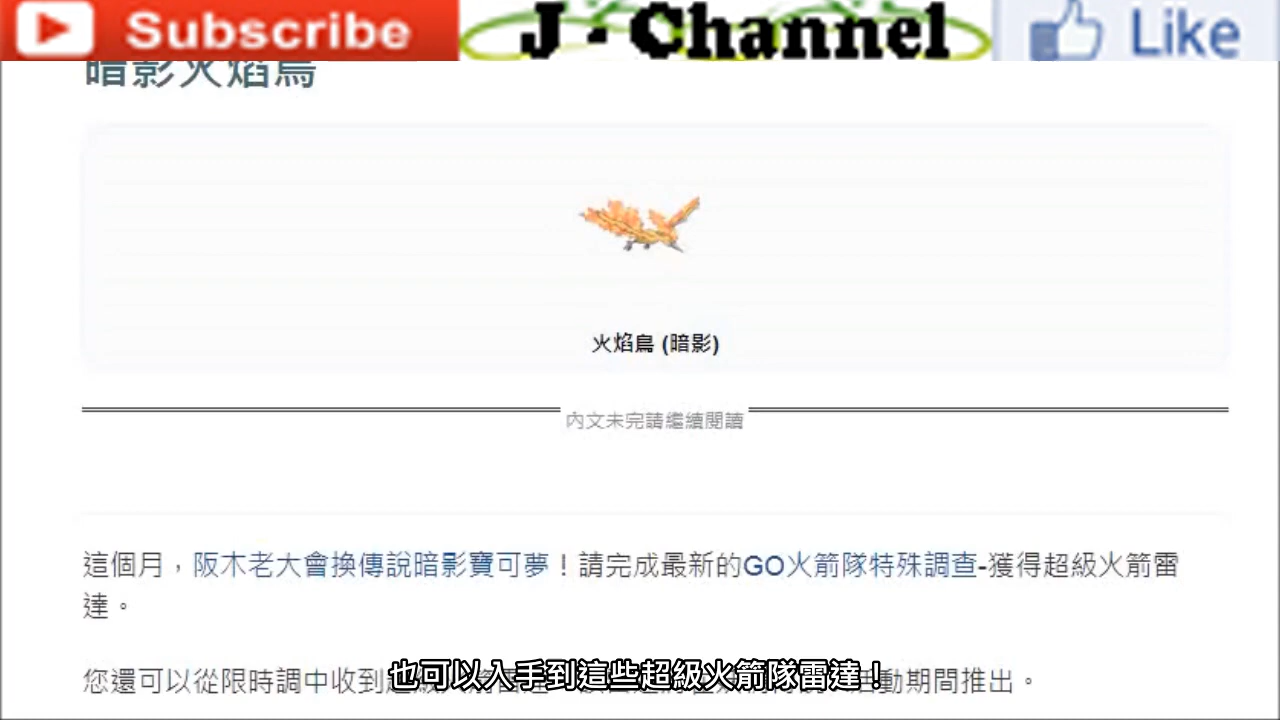 Subscribe
J - Channel
Like
暗影火焰鳥
火焰鳥 (暗影)
內文未完請繼續閱讀
這個月，阪木老大會換傳說暗影寶可夢！請完成最新的GO火箭隊特殊調查-獲得超級火箭雷
達。
您還可以從限時調中收到 活動期間推出。
也可以入手到這些超級火箭隊雷達！